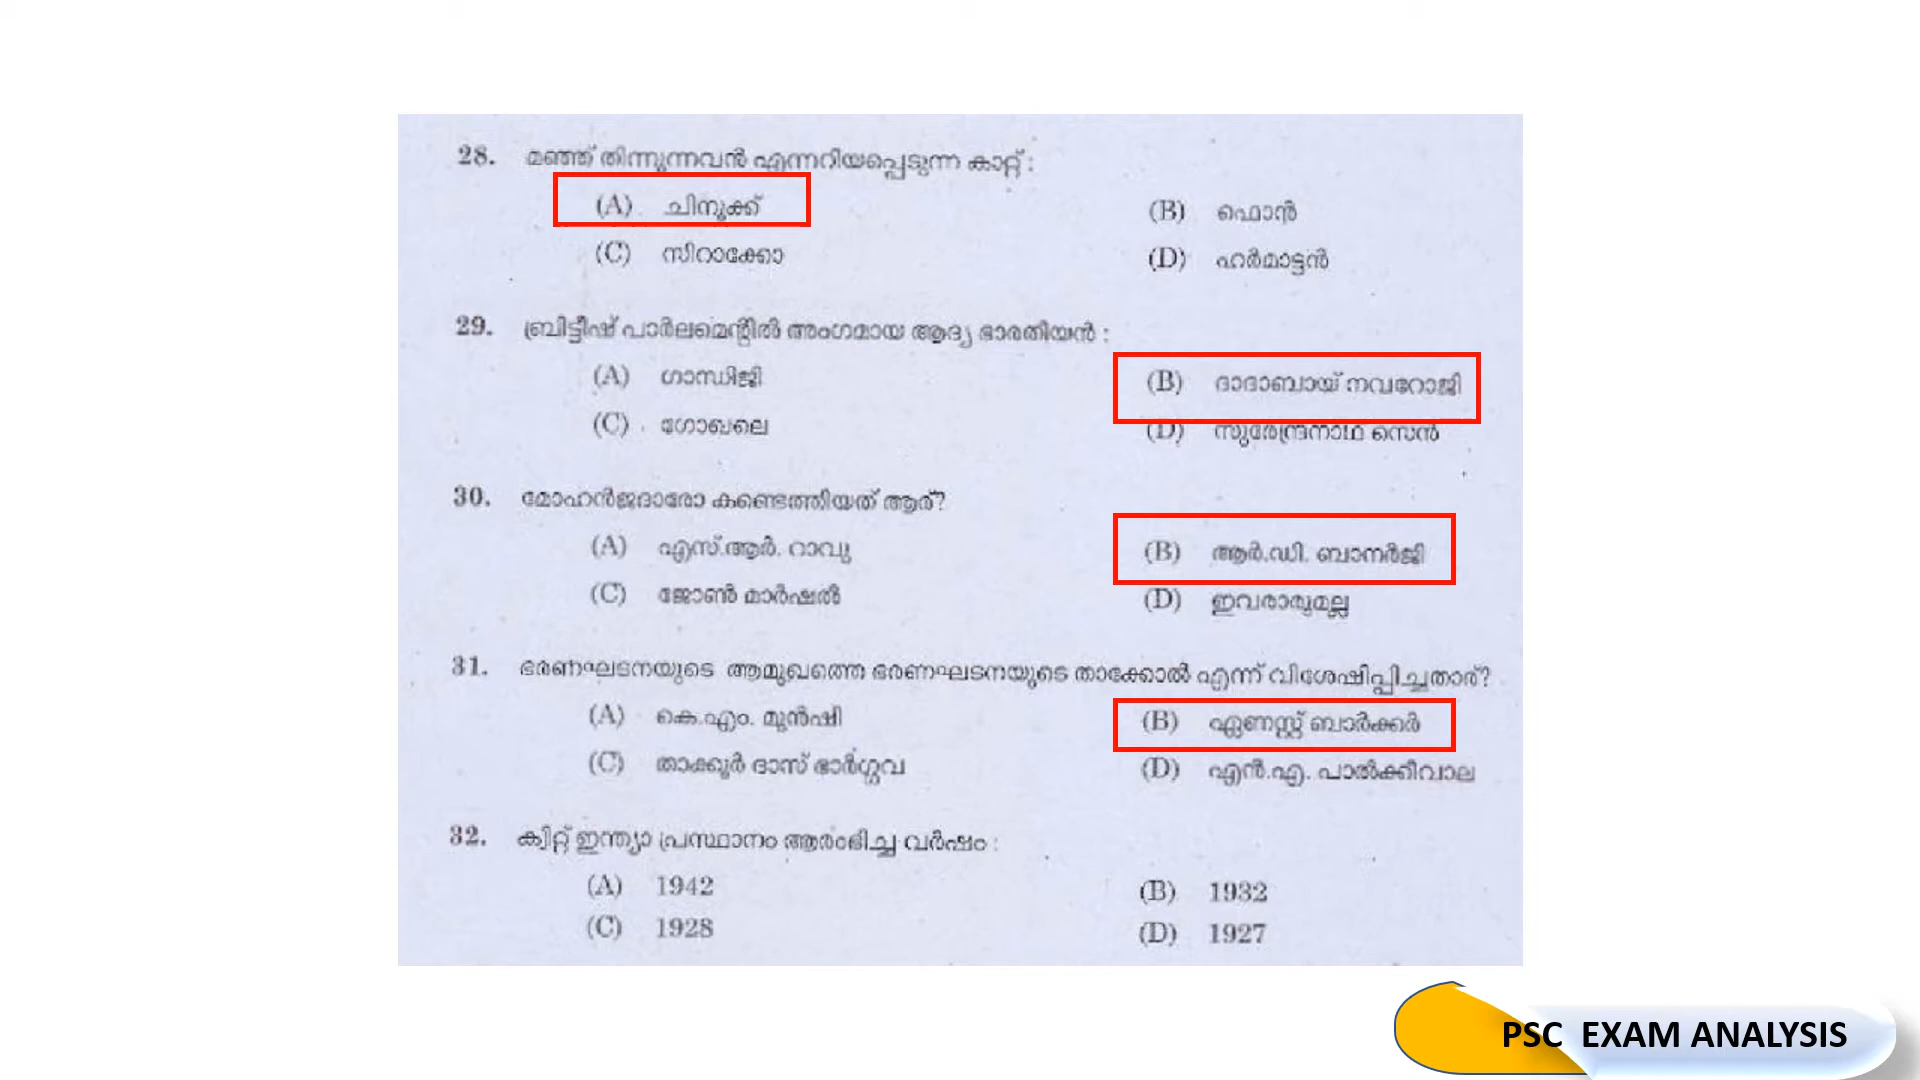 28. മഞ്ഞ് തിന്നുന്നവൻ എന്നറിയപ്പെടുന്ന കാറ്റ് :
(A) ചിനൂക്ക് (B) ഫൊൻ
(C) സിറാക്കോ (D) ഹർമാട്ടൻ
29. ബ്രിട്ടീഷ് പാർലമെന്റിൽ അംഗമായ ആദ്യ ഭാരതിയൻ :
(A) ഗാന്ധിജി (B) ദാദാബായ് നവറോജി
(C) ഗോഖലെ (D) സുരേന്ദ്രനാഥ സെൻ
30. മോഹൻജദാരോ കണ്ടെത്തിയത് ആര്?
(A) എസ്.ആർ. റാവു (B) ആർ.ഡി. ബാനർജി
(C) ജോൺ മാർഷൽ (D) ഇവരാരുമല്ല
31. ഭരണഘടനയുടെ ആമുഖത്തെ ഭരണഘടനയുടെ താക്കോൽ എന്ന് വിശേഷിപ്പിച്ചതാര്?
(A) കെ.എം. മുൻഷി (B) ഏണസ്റ്റ് ബാർക്കർ
(C) താക്കൂർ ദാസ് ഭാർഗ്ഗവ (D) എൻ.എ. പാൽക്കീവാല
32. ക്വിറ്റ് ഇന്ത്യാ പ്രസ്ഥാനം ആരംഭിച്ച വർഷം :
(A) 1942 (B) 1932
(C) 1928 (D) 1927
PSC EXAM ANALYSIS